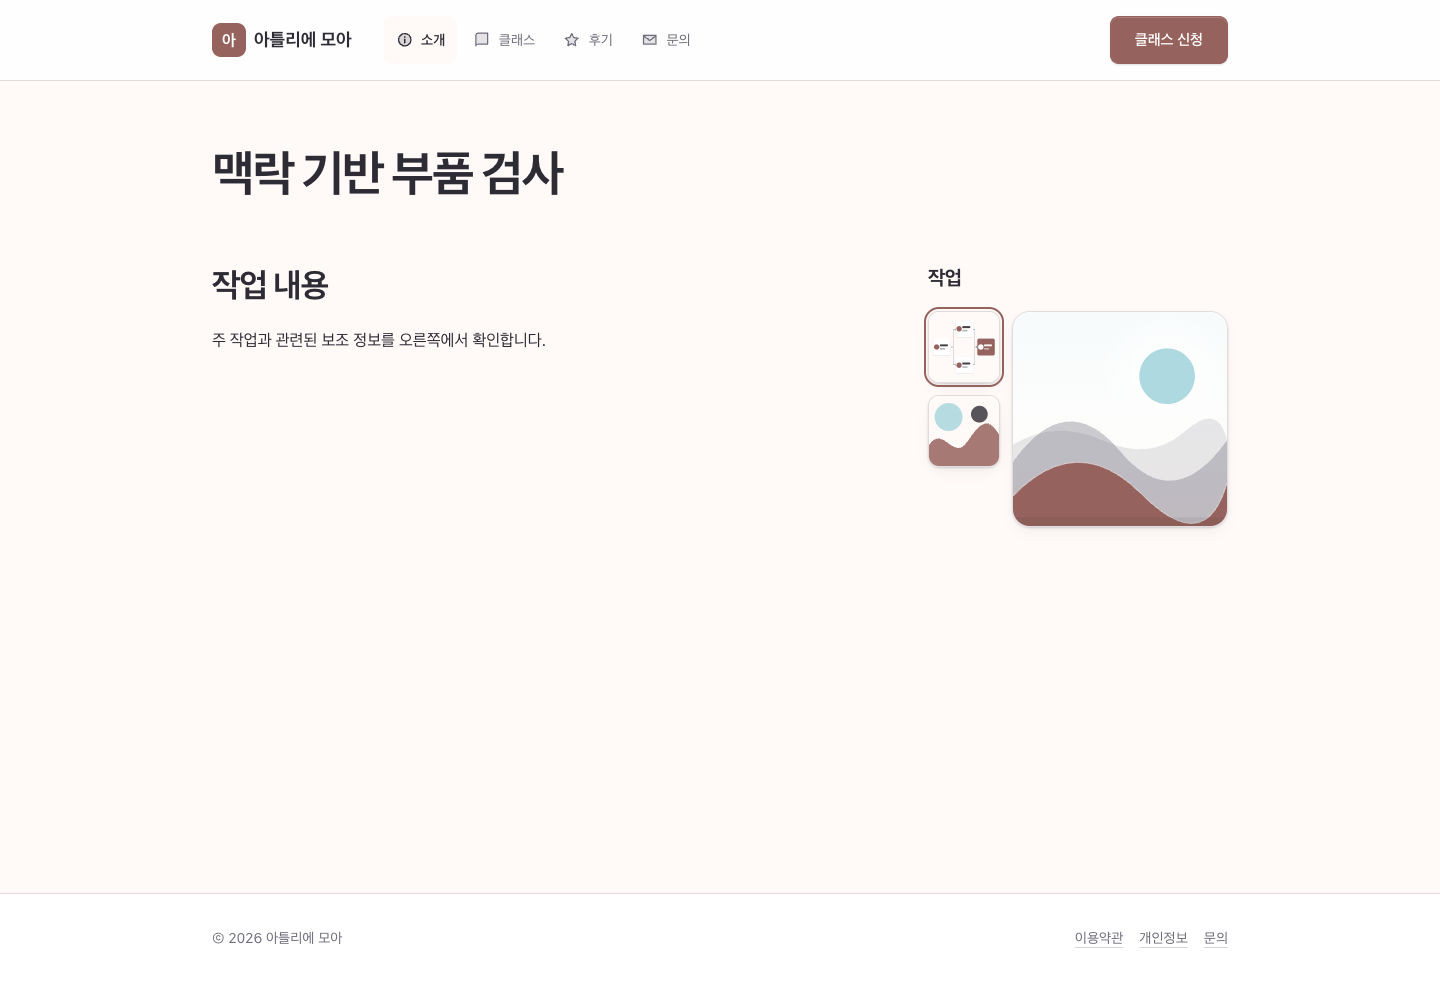 아 아틀리에 모아 소개 클래스 후기 문의 클래스 신청
맥락 기반 부품 검사
작업 내용
주 작업과 관련된 보조 정보를 오른쪽에서 확인합니다.
작업
© 2026 아틀리에 모아 이용약관 개인정보 문의